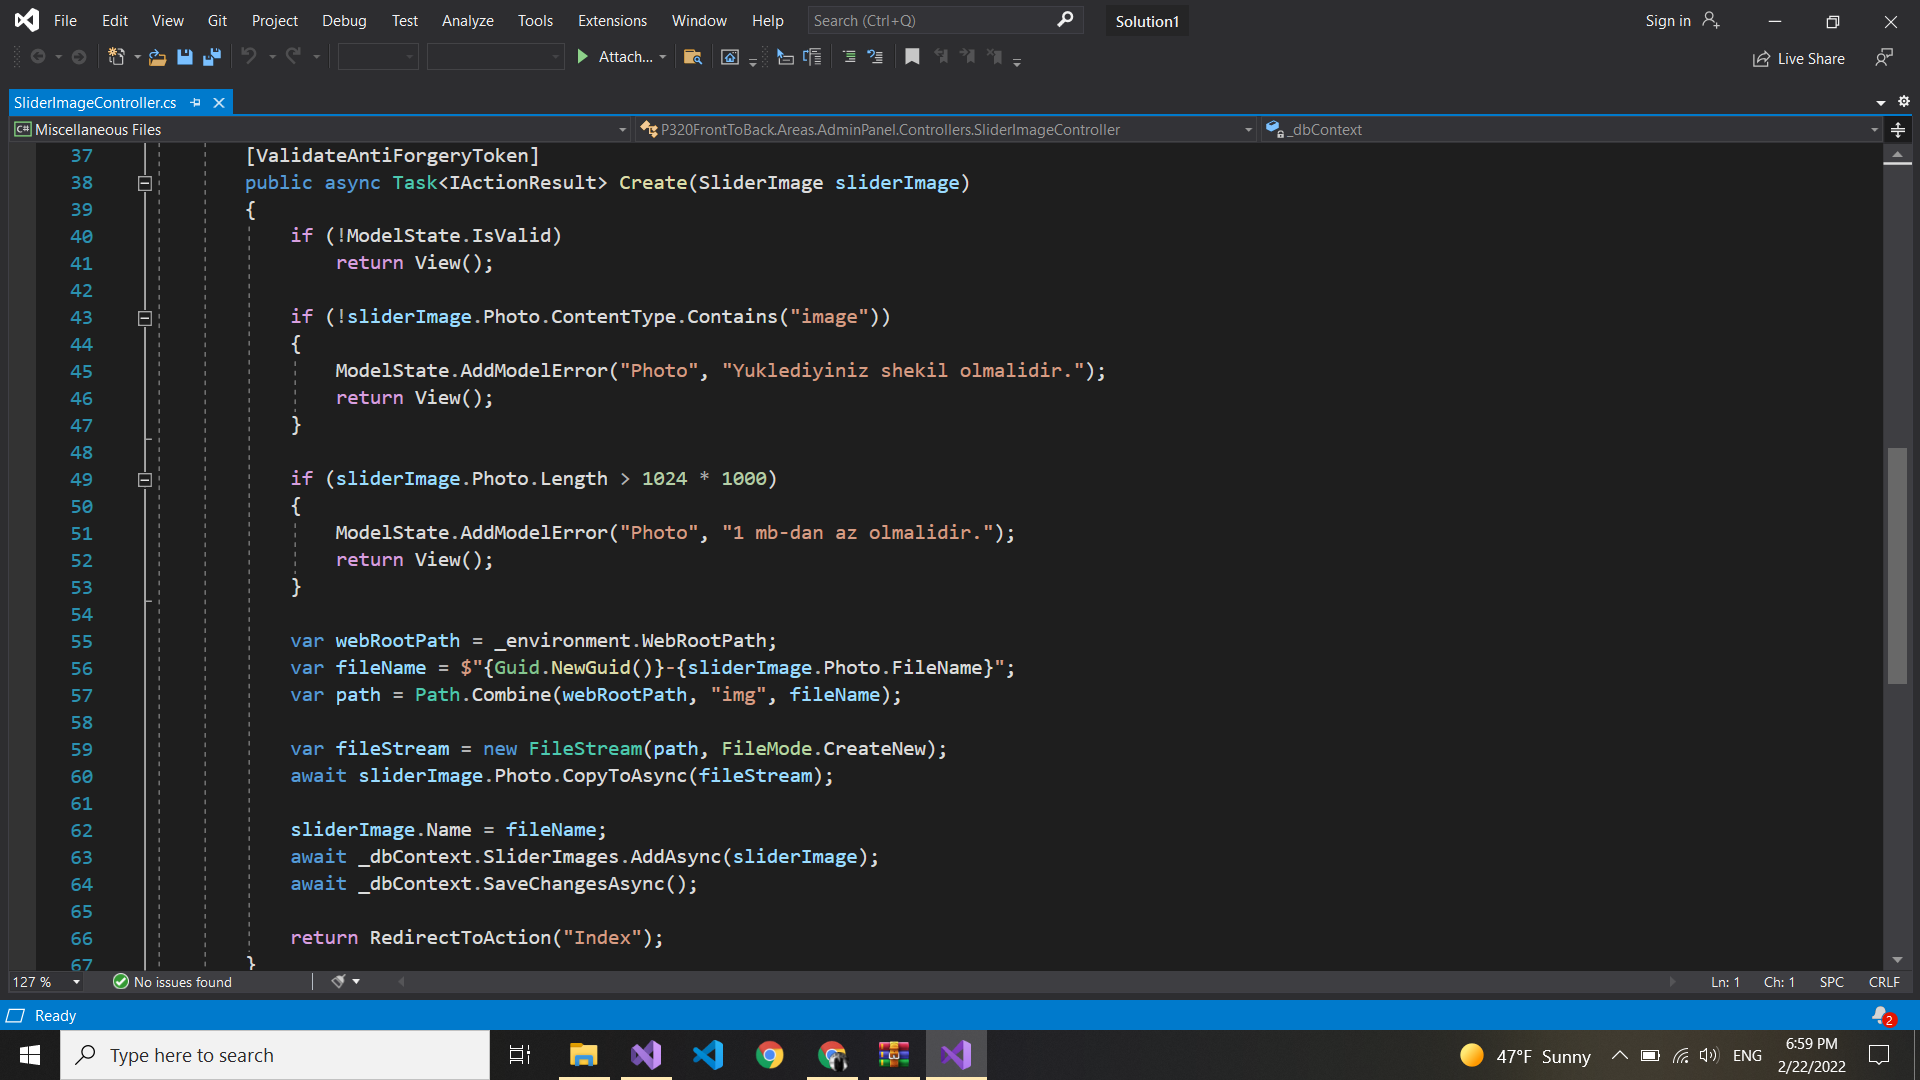 File Edit View Git Project Debug Test Analyze Tools Extensions Window Help Search (Ctrl+Q) Solution1 Sign in
Attach... Live Share
SliderImageController.cs
C# Miscellaneous Files P320FrontToBack.Areas.AdminPanel.Controllers.SliderImageController _dbContext
37 [ValidateAntiForgeryToken]
38 public async Task<IActionResult> Create(SliderImage sliderImage)
39 {
40 if (!ModelState.IsValid)
41 return View();
42
43 if (!sliderImage.Photo.ContentType.Contains("image"))
44 {
45 ModelState.AddModelError("Photo", "Yuklediyiniz shekil olmalidir.");
46 return View();
47 }
48
49 if (sliderImage.Photo.Length > 1024 * 1000)
50 {
51 ModelState.AddModelError("Photo", "1 mb-dan az olmalidir.");
52 return View();
53 }
54
55 var webRootPath = _environment.WebRootPath;
56 var fileName = $"{Guid.NewGuid()}-{sliderImage.Photo.FileName}";
57 var path = Path.Combine(webRootPath, "img", fileName);
58
59 var fileStream = new FileStream(path, FileMode.CreateNew);
60 await sliderImage.Photo.CopyToAsync(fileStream);
61
62 sliderImage.Name = fileName;
63 await _dbContext.SliderImages.AddAsync(sliderImage);
64 await _dbContext.SaveChangesAsync();
65
66 return RedirectToAction("Index");
67 }
127 % No issues found Ln: 1 Ch: 1 SPC CRLF
Ready 2
Type here to search 47°F Sunny ENG 6:59 PM
2/22/2022